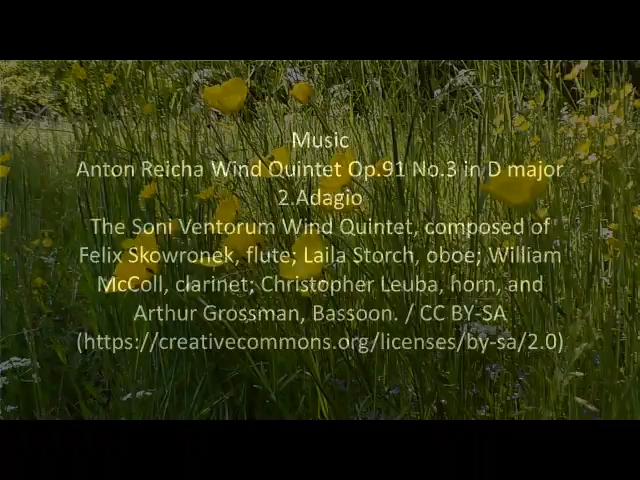 Music
Anton Reicha Wind Quintet Op.91 No.3 in D major
2.Adagio
The Soni Ventorum Wind Quintet, composed of
Felix Skowronek, flute; Laila Storch, oboe; William
McColl, clarinet; Christopher Leuba, horn, and
Arthur Grossman, Bassoon. / CC BY-SA
(https://creativecommons.org/licenses/by-sa/2.0)